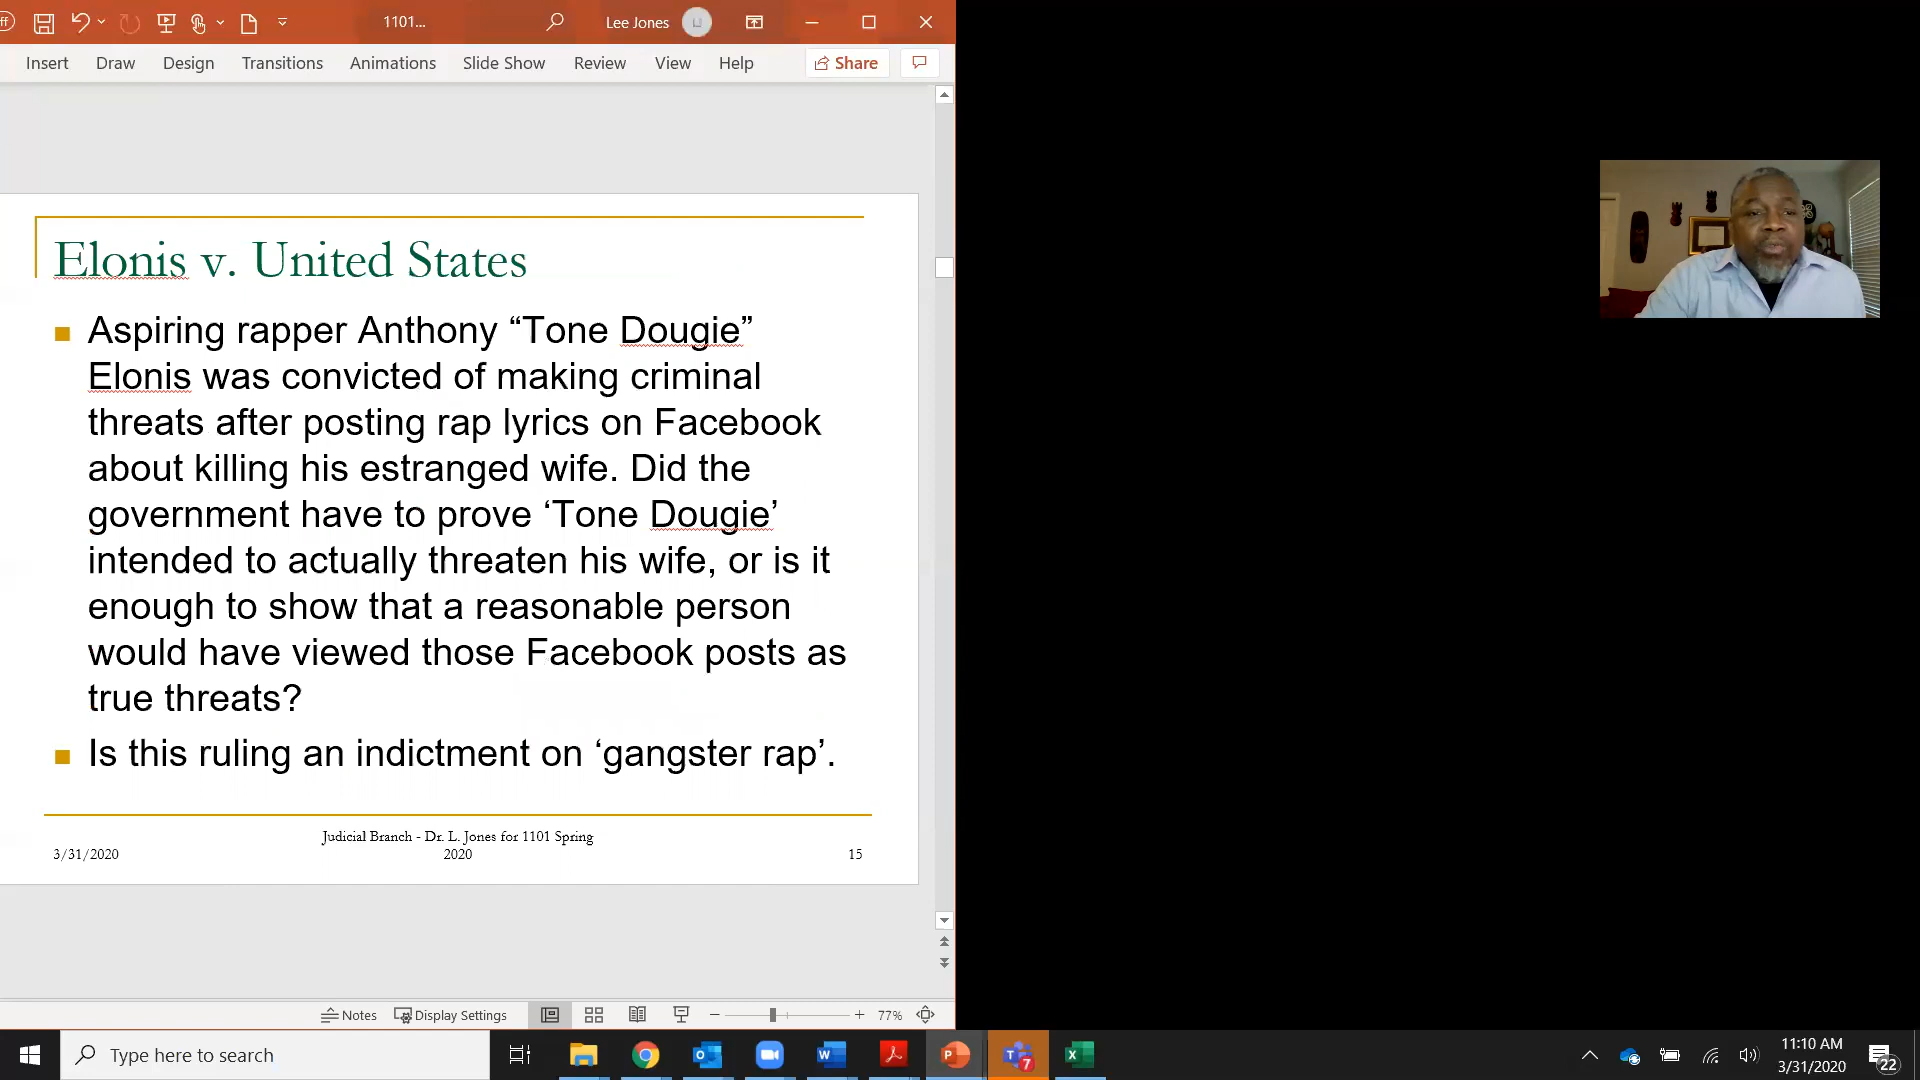 ff
1101...
Lee Jones
LJ
Insert Draw Design Transitions Animations Slide Show Review View Help Share
Elonis v. United States
Aspiring rapper Anthony “Tone Dougie”
Elonis was convicted of making criminal
threats after posting rap lyrics on Facebook
about killing his estranged wife. Did the
government have to prove ‘Tone Dougie’
intended to actually threaten his wife, or is it
enough to show that a reasonable person
would have viewed those Facebook posts as
true threats?
Is this ruling an indictment on ‘gangster rap’.
Judicial Branch - Dr. L. Jones for 1101 Spring
2020
3/31/2020
15
Notes Display Settings 77%
Type here to search
7
11:10 AM
3/31/2020
22